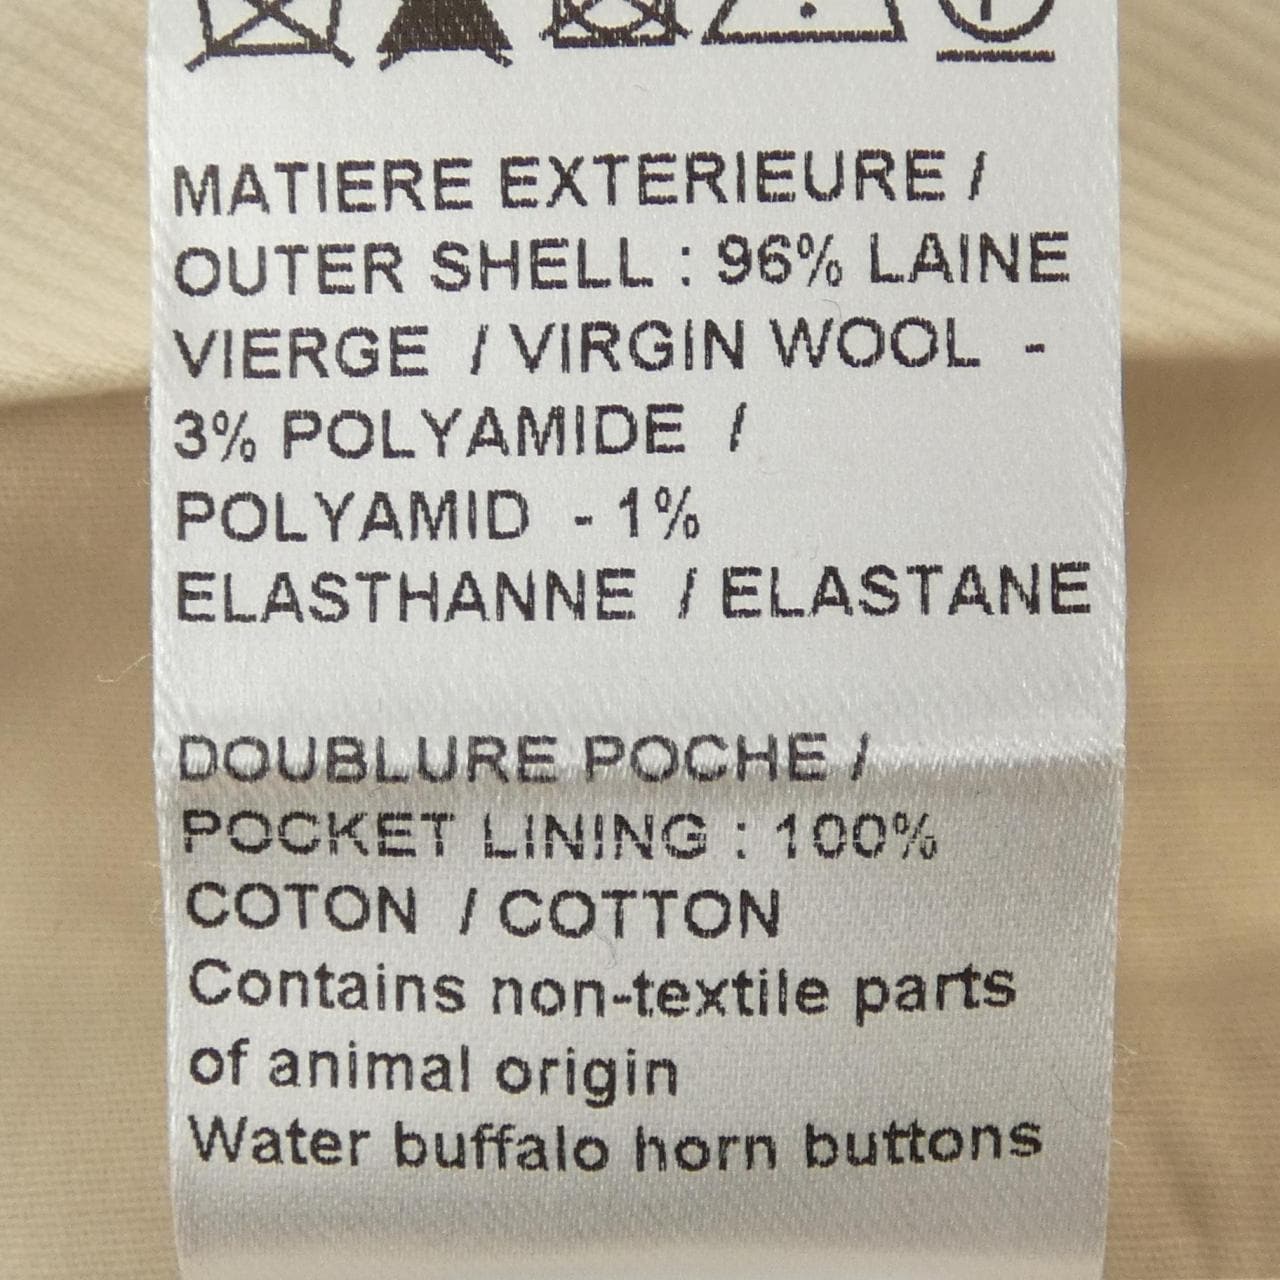 MATIERE EXTERIEURE /
OUTER SHELL : 96% LAINE
VIERGE / VIRGIN WOOL -
3% POLYAMIDE /
POLYAMID - 1%
ELASTHANNE / ELASTANE
DOUBLURE POCHE /
POCKET LINING : 100%
COTON / COTTON
Contains non-textile parts
of animal origin
Water buffalo horn buttons